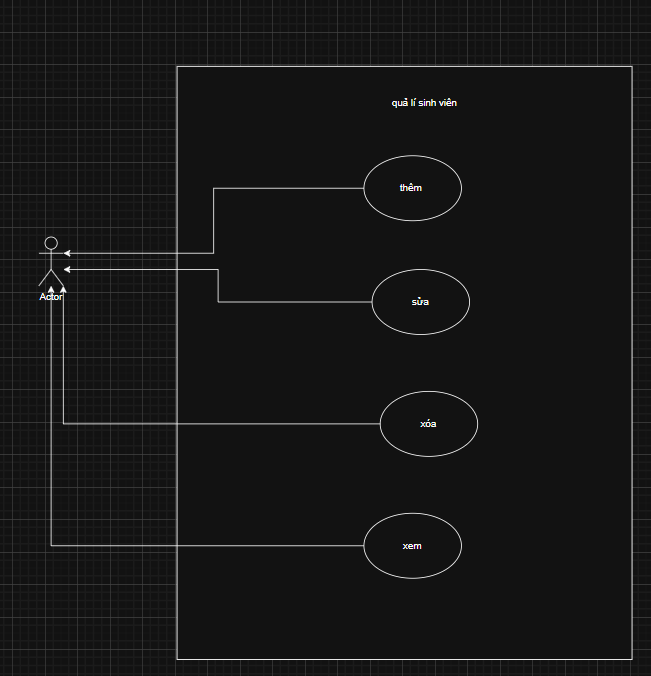 quả lí sinh viên
thêm
Actor
sửa
xóa
xem